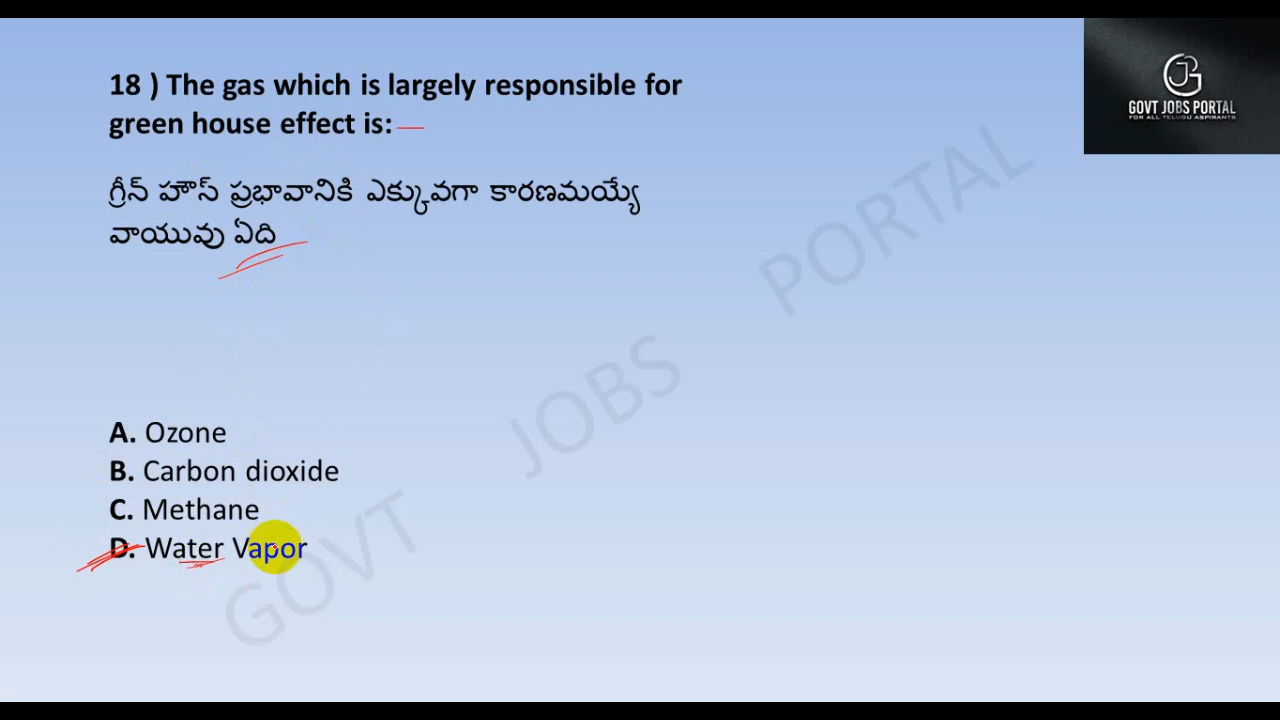 18 ) The gas which is largely responsible for
green house effect is:
గ్రీన్ హౌస్ ప్రభావానికి ఎక్కువగా కారణమయ్యే
వాయువు ఏది
A. Ozone
B. Carbon dioxide
C. Methane
D. Water Vapor
GOVT JOBS PORTAL
GOVT JOBS PORTAL
FOR ALL TELUGU ASPIRANTS